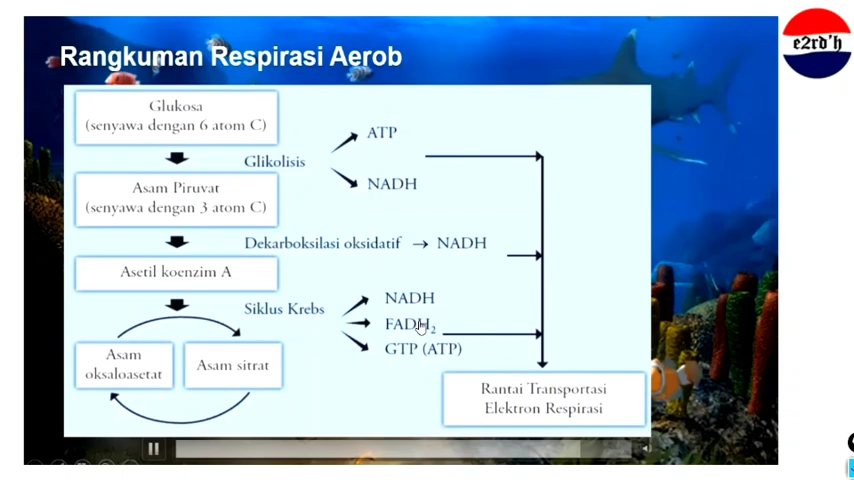 e2rd'h
Rangkuman Respirasi Aerob
Glukosa
(senyawa dengan 6 atom C)
Glikolisis
ATP
NADH
Asam Piruvat
(senyawa dengan 3 atom C)
Dekarboksilasi oksidatif → NADH
Asetil koenzim A
Siklus Krebs
NADH
FADH₂
GTP (ATP)
Asam
oksaloasetat
Asam sitrat
Rantai Transportasi
Elektron Respirasi